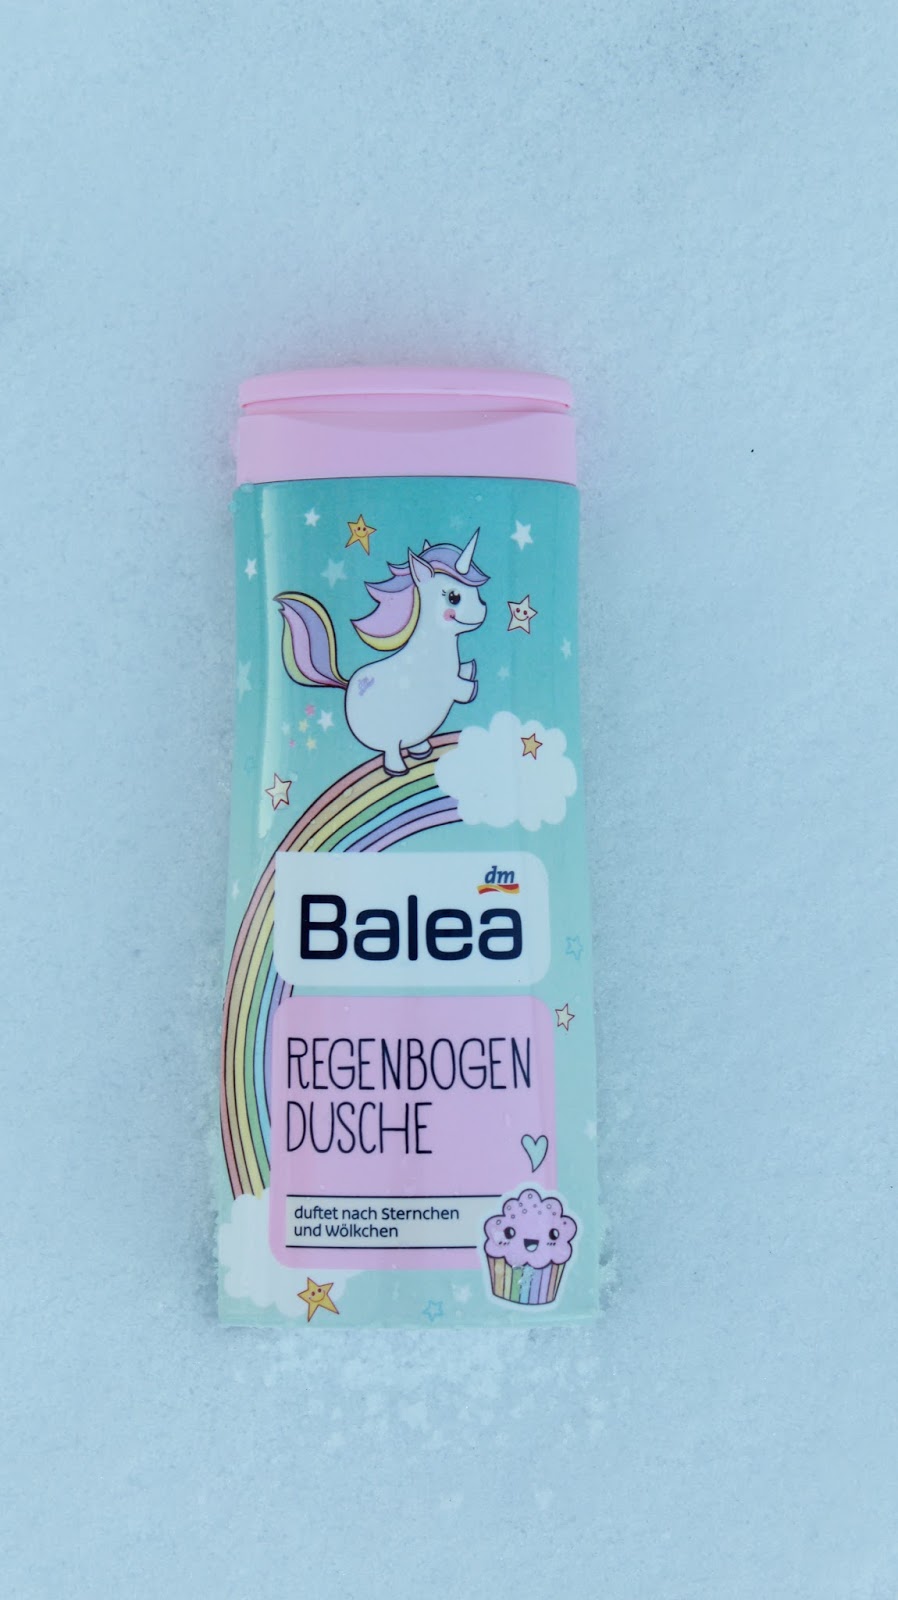 dm
Balea
REGENBOGEN
DUSCHE
duftet nach Sternchen
und Wölkchen